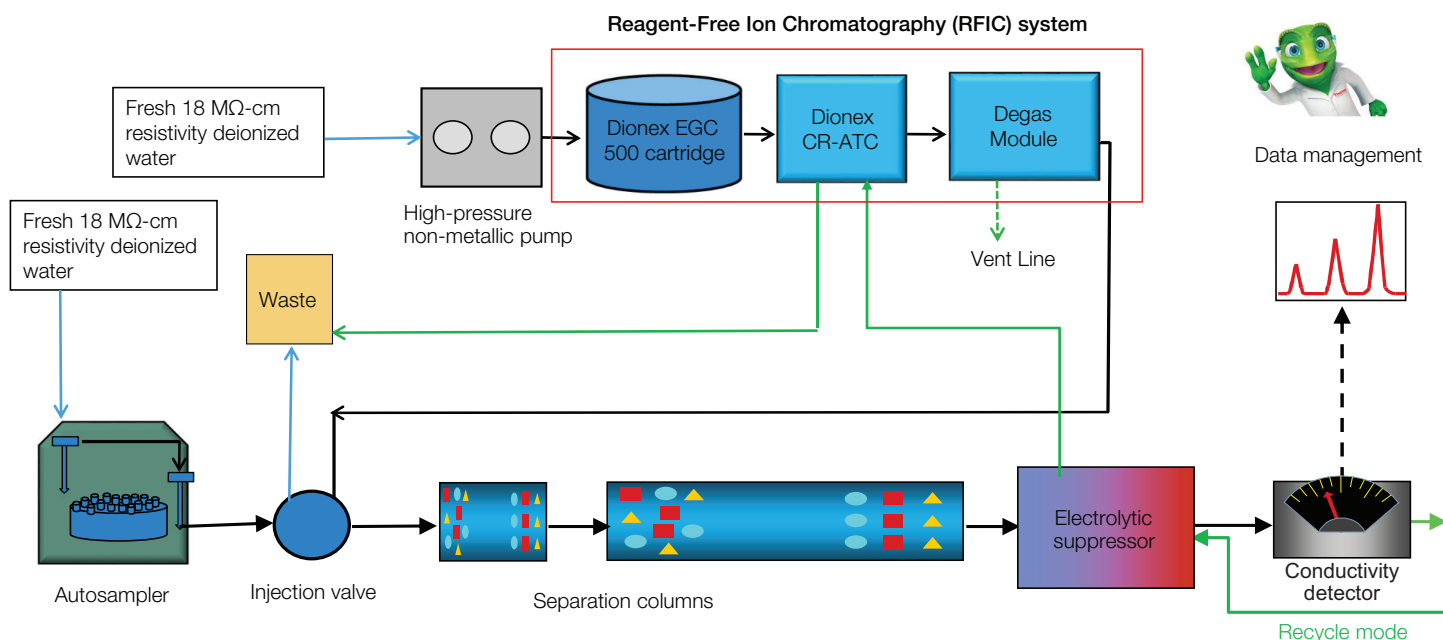 Reagent-Free Ion Chromatography (RFIC) system
Fresh 18 MΩ-cm
resistivity deionized
water
Dionex EGC
500 cartridge
Dionex
CR-ATC
Degas
Module
Data management
High-pressure
non-metallic pump
Fresh 18 MΩ-cm
resistivity deionized
water
Vent Line
Waste
Electrolytic
suppressor
Autosampler
Injection valve
Separation columns
Conductivity
detector
Recycle mode